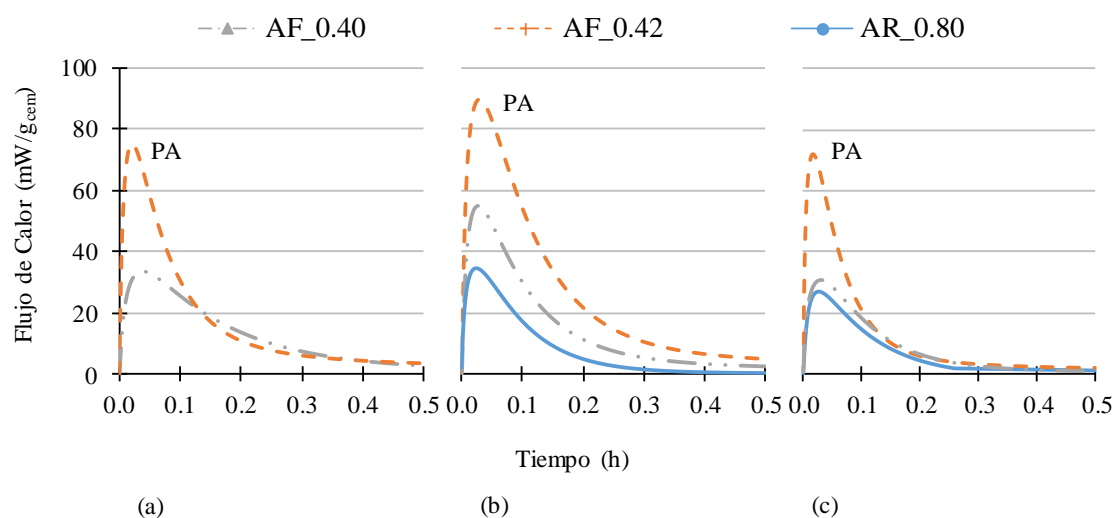 AF_0.40 AF_0.42 AR_0.80
Flujo de Calor (mW/gcem)
100
80
60
40
20
0
PA PA PA
0.0 0.1 0.2 0.3 0.4 0.5 0.0 0.1 0.2 0.3 0.4 0.5 0.0 0.1 0.2 0.3 0.4 0.5
Tiempo (h)
(a) (b) (c)